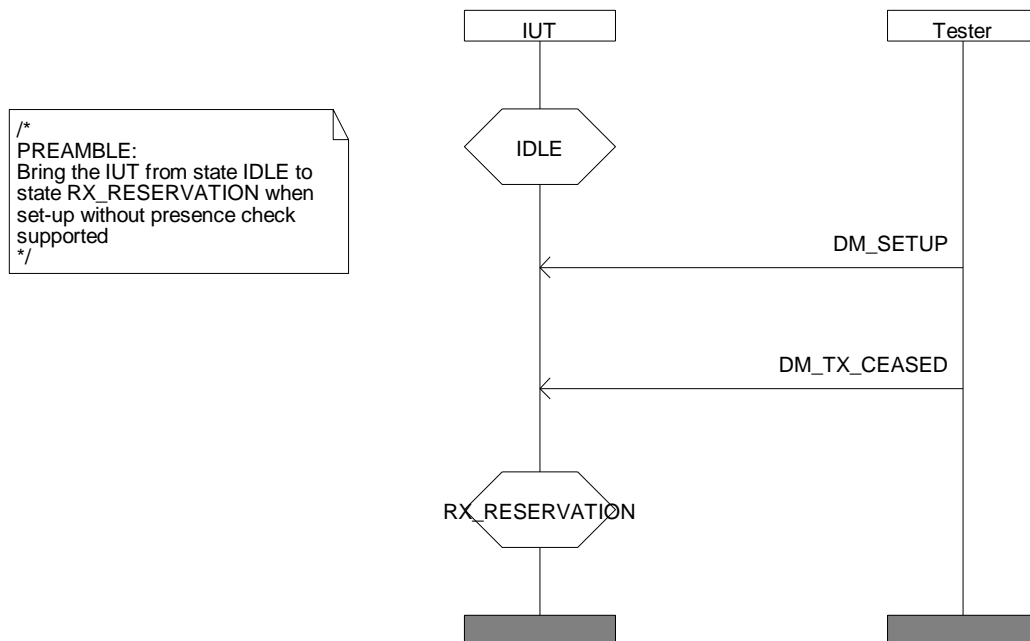 IUT
Tester
/*
PREAMBLE:
Bring the IUT from state IDLE to
state RX_RESERVATION when
set-up without presence check
supported
*/
IDLE
DM_SETUP
DM_TX_CEASED
RX_RESERVATION